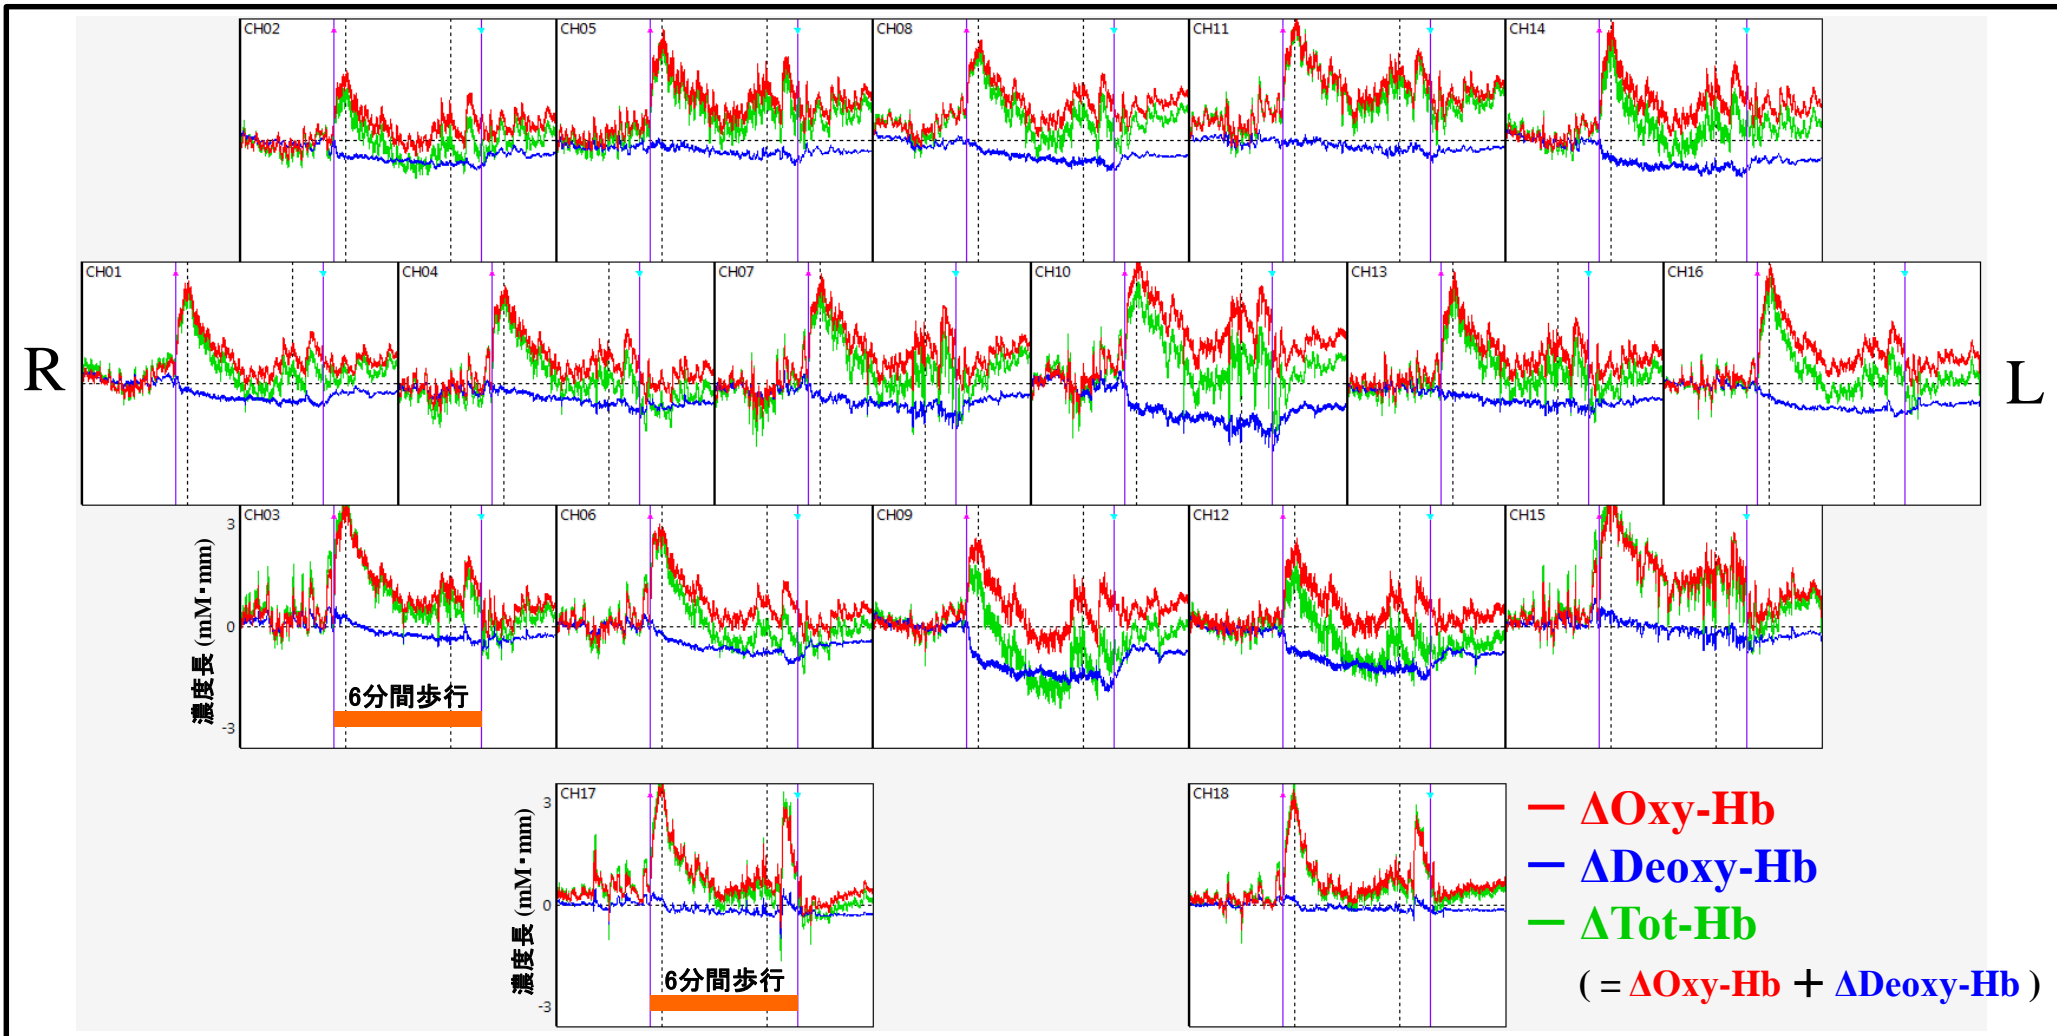 CH02 CH05 CH08 CH11 CH14
CH01 CH04 CH07 CH10 CH13 CH16
R
L
CH03 CH06 CH09 CH12 CH15
3
0
-3
濃度長 (mM・mm)
6分間歩行
CH17 CH18
3
0
-3
濃度長 (mM・mm)
6分間歩行
ΔOxy-Hb
ΔDeoxy-Hb
ΔTot-Hb
( = ΔOxy-Hb + ΔDeoxy-Hb )